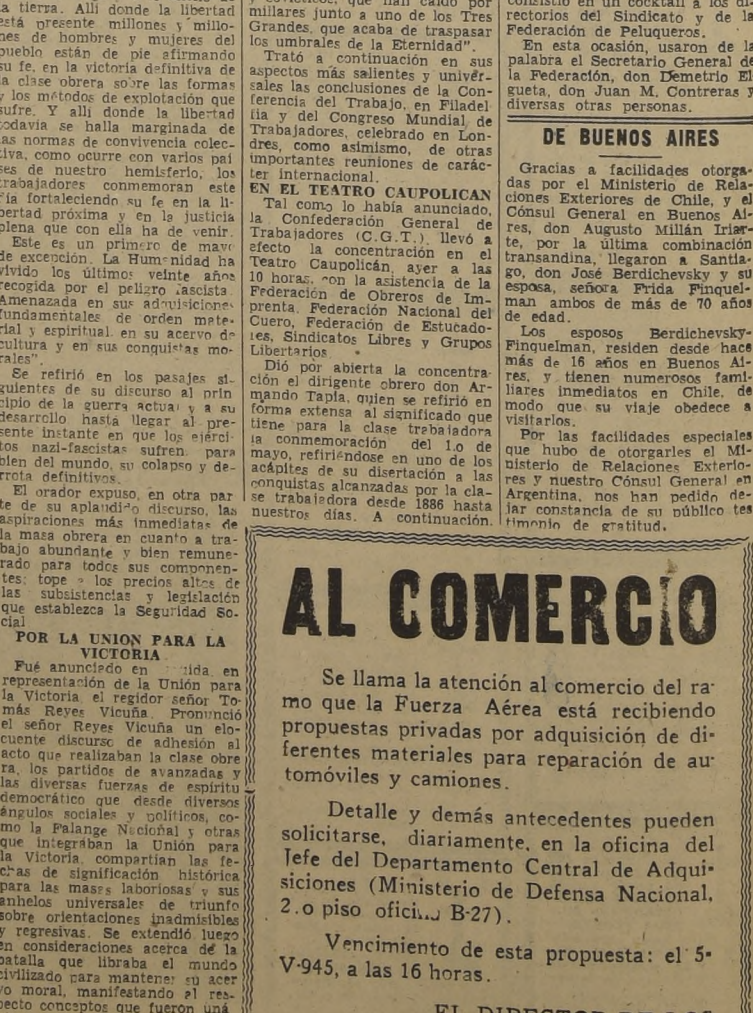 la tierra. Allí donde la libertad
está presente millones y millo-
nes de hombres y mujeres del
pueblo están de pie afirmando
su fe, en la victoria definitiva de
la clase obrera sobre las formas
y los métodos de explotación que
sufre. Y allí donde la libertad
todavia se halla marginada de
las normas de convivencia colec-
tiva, como ocurre con varios paí
ses de nuestro hemisferio, los
trabajadores conmemoran este
día fortaleciendo su fe en la li-
bertad próxima y en la justicia
plena que con ella ha de venir.
Este es un primero de mayo
de excepción. La Humanidad ha
vivido los últimos veinte años
recogida por el peligro fascista.
Amenazada en sus adquisiciones
fundamentales de orden mate-
rial y espiritual, en su acervo de
cultura y en sus conquistas mo-
rales".
Se refirió en los pasajes si-
guientes de su discurso al prin
cipio de la guerra actual y a su
desarrollo hasta llegar al pre-
sente instante en que los ejérci-
tos nazi-fascistas sufren, para
bien del mundo, su colapso y de-
rrota definitivos.
El orador expuso, en otra par
te de su aplaudido discurso, las
aspiraciones más inmediatas de
la masa obrera en cuanto a tra-
bajo abundante y bien remune-
rado para todos sus componen-
tes; tope a los precios altos de
las subsistencias y legislación
que establezca la Seguridad So-
cial
POR LA UNION PARA LA
VICTORIA
Fué anunciado en en
representación de la Unión para
la Victoria el regidor señor To-
más Reyes Vicuña. Pronunció
el señor Reyes Vicuña un elo-
cuente discurso de adhesión al
acto que realizaban la clase obre
ra, los partidos de avanzadas y
las diversas fuerzas de espíritu
democrático que desde diversos
ángulos sociales y políticos, co-
mo la Falange Nacional y otras
que integraban la Unión para
la Victoria, compartían las fe-
chas de significación histórica
para las masas laboriosas y sus
anhelos universales de triunfo
sobre orientaciones inadmisibles
y regresivas. Se extendió luego
en consideraciones acerca de la
batalla que libraba el mundo
civilizado para mantener su acer
vo moral, manifestando al res-
pecto conceptos que fueron una
que han caído por
millares junto a uno de los Tres
Grandes, que acaba de traspasar
los umbrales de la Eternidad".
Trató a continuación en sus
aspectos más salientes y univer-
sales las conclusiones de la Con-
ferencia del Trabajo, en Filadel
fia y del Congreso Mundial de
Trabajadores, celebrado en Lon-
dres, como asimismo, de otras
importantes reuniones de carác-
ter internacional.
EN EL TEATRO CAUPOLICAN
Tal como lo había anunciado,
la Confederación General de
Trabajadores (C.G.T.), llevó a
efecto la concentración en el
Teatro Caupolicán, ayer a las
10 horas, con la asistencia de la
Federación de Obreros de Im-
prenta, Federación Nacional del
Cuero, Federación de Estucado-
res, Sindicatos Libres y Grupos
Libertarios.
Dió por abierta la concentra-
ción el dirigente obrero don Ar-
mando Tapia, quien se refirió en
forma extensa al significado que
tiene para la clase trabajadora
la conmemoración del 1.o de
mayo, refiriéndose en uno de los
acápites de su disertación a las
conquistas alcanzadas por la cla-
se trabajadora desde 1886 hasta
nuestros días. A continuación,
consistió en un cocktail a los di-
rectorios del Sindicato y de la
Federación de Peluqueros.
En esta ocasión, usaron de la
palabra el Secretario General de
la Federación, don Demetrio El
gueta, don Juan M. Contreras y
diversas otras personas.
DE BUENOS AIRES
Gracias a facilidades otorga-
das por el Ministerio de Rela-
ciones Exteriores de Chile, y el
Cónsul General en Buenos Ai-
res, don Augusto Millán Iriar-
te, por la última combinación
transandina, llegaron a Santia-
go, don José Berdichevsky y su
esposa, señora Frida Finquel-
man ambos de más de 70 años
de edad.
Los esposos Berdichevsky-
Finquelman, residen desde hace
más de 16 años en Buenos Ai-
res, y tienen numerosos fami-
liares inmediatos en Chile, de
modo que su viaje obedece a
visitarlos.
Por las facilidades especiales
que hubo de otorgarles el Mi-
nisterio de Relaciones Exterio-
res y nuestro Cónsul General en
Argentina, nos han pedido de-
jar constancia de su público tes
timonio de gratitud.
AL COMERCIO
Se llama la atención al comercio del ra-
mo que la Fuerza Aérea está recibiendo
propuestas privadas por adquisición de di-
ferentes materiales para reparación de au-
tomóviles y camiones.
Detalle y demás antecedentes pueden
solicitarse, diariamente, en la oficina del
Jefe del Departamento Central de Adqui-
siciones (Ministerio de Defensa Nacional,
2.o piso oficina B-27).
Vencimiento de esta propuesta: el 5-
V-945, a las 16 horas.
EL DIRECTOR DE LOS